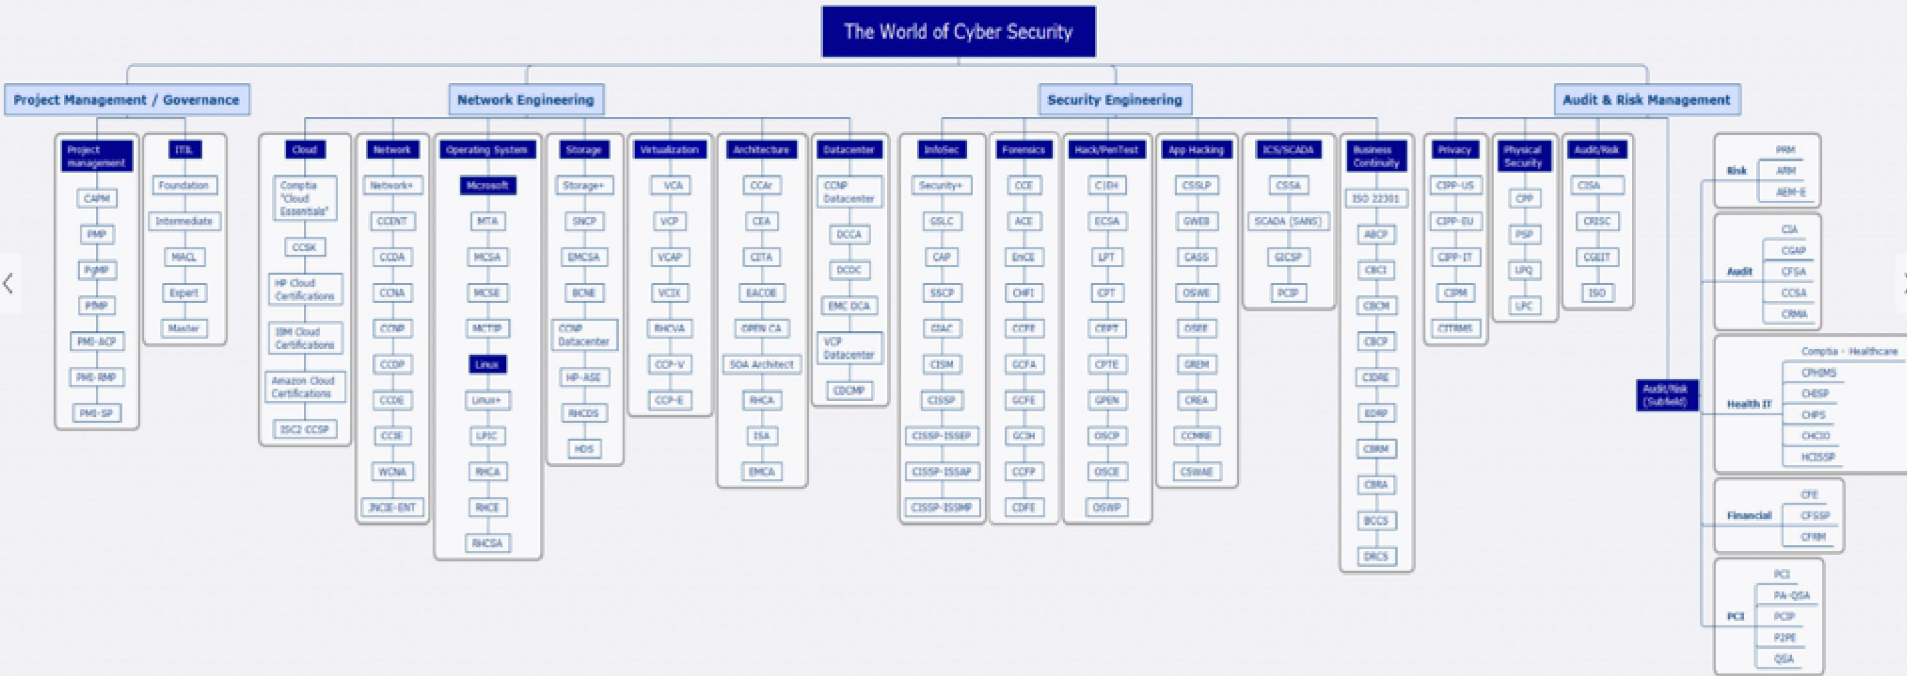 The World of Cyber Security
Project Management / Governance
Network Engineering
Security Engineering
Audit & Risk Management
Project
management
CAPM
PMP
PgMP
PfMP
PMI-ACP
PMI-RMP
PMI-SP
ITIL
Foundation
Intermediate
MACL
Expert
Master
Cloud
Comptia
"Cloud
Essentials"
CCSK
HP Cloud
Certifications
IBM Cloud
Certifications
Amazon Cloud
Certifications
ISC2 CCSP
Network
Network+
CCENT
CCDA
CCNA
CCNP
CCDP
CCDE
CCIE
WCNA
JNCIE-ENT
Operating System
Microsoft
MTA
MCSA
MCSE
MCTIP
Linux
Linux+
LPIC
RHCA
RHCE
RHCSA
Storage
Storage+
SNCP
EMCSA
BCNE
CCNP
Datacenter
HP-ASE
RHCDS
HDS
Virtualization
VCA
VCP
VCAP
VCIX
RHCVA
CCP-V
CCP-E
Architecture
CCAr
CEA
CITA
EACOE
OPEN CA
SOA Architect
RHCA
ISA
EMCA
Datacenter
CCNP
Datacenter
DCCA
DCDC
EMC DCA
VCP
Datacenter
CDCMP
InfoSec
Security+
GSLC
CAP
SSCP
GIAC
CISM
CISSP
CISSP-ISSEP
CISSP-ISSAP
CISSP-ISSMP
Forensics
CCE
ACE
EnCE
CHFI
CCFE
GCFA
GCFE
GCIH
CCFP
CDFE
Hack/PenTest
C|EH
ECSA
LPT
CPT
CEPT
CPTE
GPEN
OSCP
OSCE
OSWP
App Hacking
CSSLP
GWEB
CASS
OSWE
OSEE
GREM
CREA
CCMRE
CSWAE
ICS/SCADA
CSSA
SCADA (SANS)
GICSP
PCIP
Business
Continuity
ISO 22301
ABCP
CBCI
CBCM
CBCP
CIDRE
EDRP
CBRM
CBRA
BCCS
DRCS
Privacy
CIPP-US
CIPP-EU
CIPP-IT
CIPM
CITRMS
Physical
Security
CPP
PSP
LPQ
LPC
Audit/Risk
CISA
CRISC
CGEIT
ISO
Audit/Risk
(Subfield)
Risk
PRM
ARM
AEM-E
Audit
CIA
CGAP
CFSA
CCSA
CRMA
Health IT
Comptia - Healthcare
CPHIMS
CHISP
CHPS
CHCIO
HCISSP
Financial
CFE
CFSSP
CFRM
PCI
PCI
PA-QSA
PCIP
P2PE
QSA